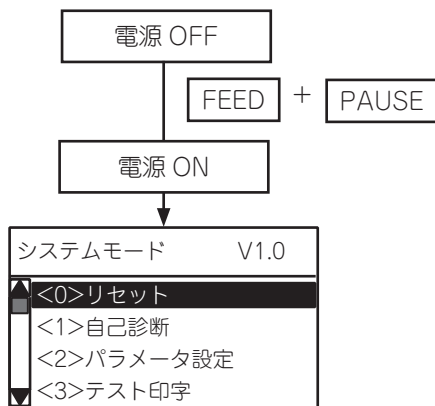 電源 OFF
FEED + PAUSE
電源 ON
システムモード V1.0
<0>リセット
<1>自己診断
<2>パラメータ設定
<3>テスト印字